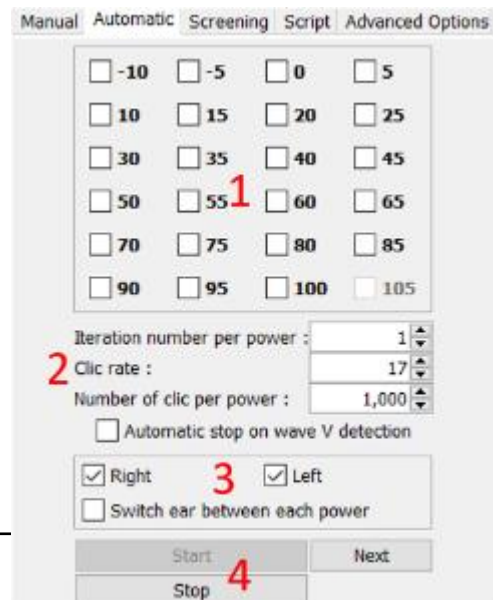 Manual Automatic Screening Script Advanced Options
-10 -5 0 5
10 15 20 25
30 35 40 45
50 55 1 60 65
70 75 80 85
90 95 100 105
Iteration number per power : 1
2 Clic rate : 17
Number of clic per power : 1,000
Automatic stop on wave V detection
Right 3 Left
Switch ear between each power
Start Next
Stop 4